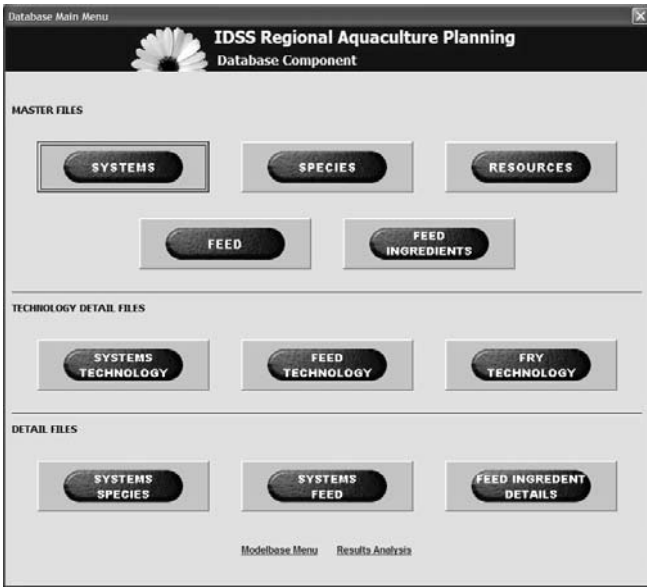 Database Main Menu
IDSS Regional Aquaculture Planning
Database Component
MASTER FILES
SYSTEMS
SPECIES
RESOURCES
FEED
FEED
INGREDIENTS
TECHNOLOGY DETAIL FILES
SYSTEMS
TECHNOLOGY
FEED
TECHNOLOGY
FRY
TECHNOLOGY
DETAIL FILES
SYSTEMS
SPECIES
SYSTEMS
FEED
FEED INGREDENT
DETAILS
Modelbase Menu Results Analysis